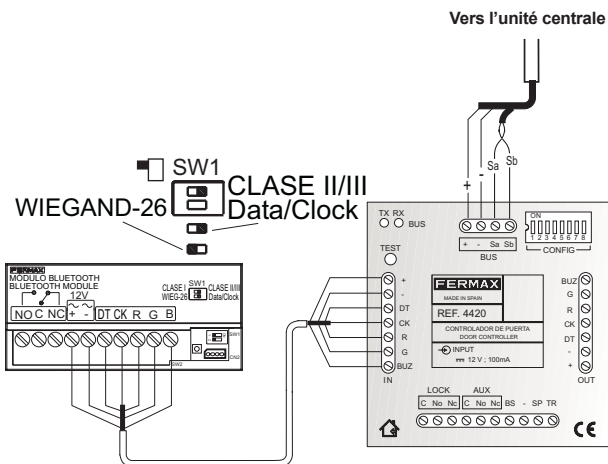 Vers l'unité centrale
+ - Sa Sb
SW1
CLASE II/III
Data/Clock
WIEGAND-26
FERMAX
MODULO BLUETOOTH
BLUETOOTH MODULE
CLASE I SW1 CLASE II/III
WIEG-26 Data/Clock
12V
NO C NC + - DT CK R G B
SW1
CN2
SW2
TX RX
BUS
TEST
+ - Sa Sb
BUS
ON
1 2 3 4 5 6 7 8
CONFIG
+
-
DT
CK
R
G
BUZ
IN
FERMAX
MADE IN SPAIN
REF. 4420
CONTROLADOR DE PUERTA
DOOR CONTROLLER
INPUT
12 V ; 100mA
BUZ
G
R
CK
DT
-
+
OUT
LOCK AUX
C No Nc C No Nc BS - SP TR
CE